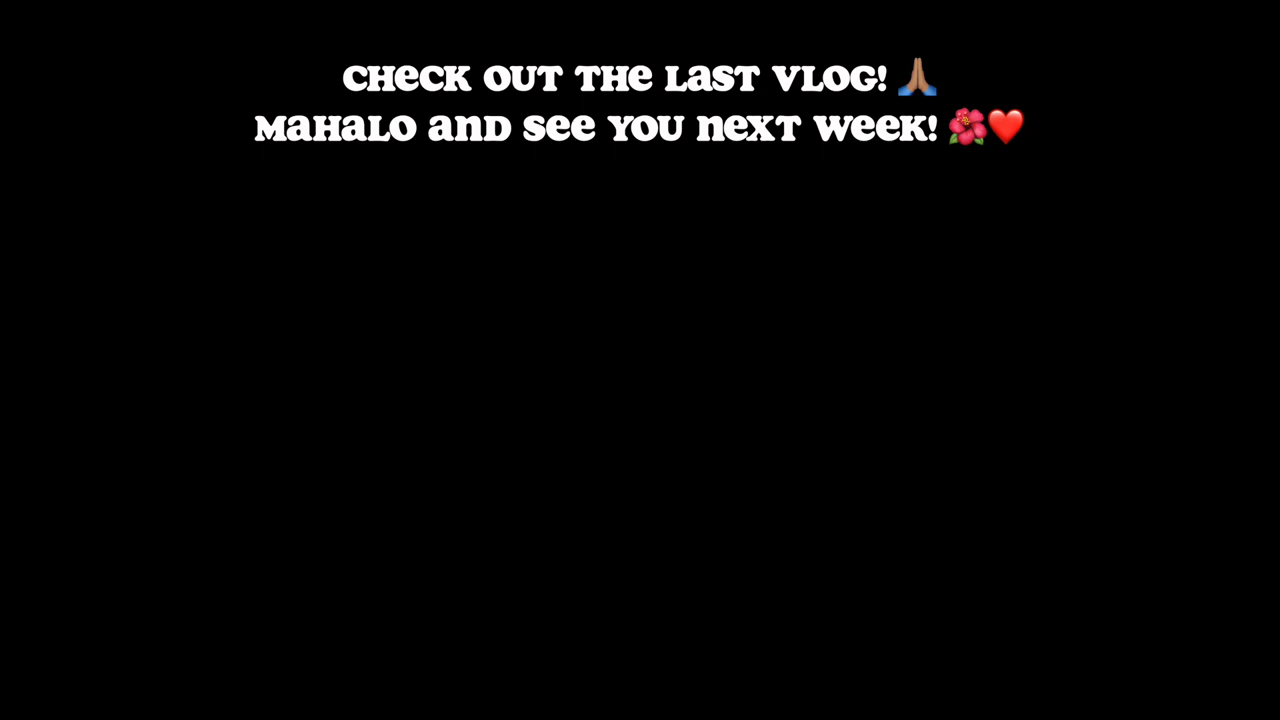 CHECK OUT THE LAST VLOG! 🙏🏽
MAHALO AND SEE YOU NEXT WEEK! 🌺❤️